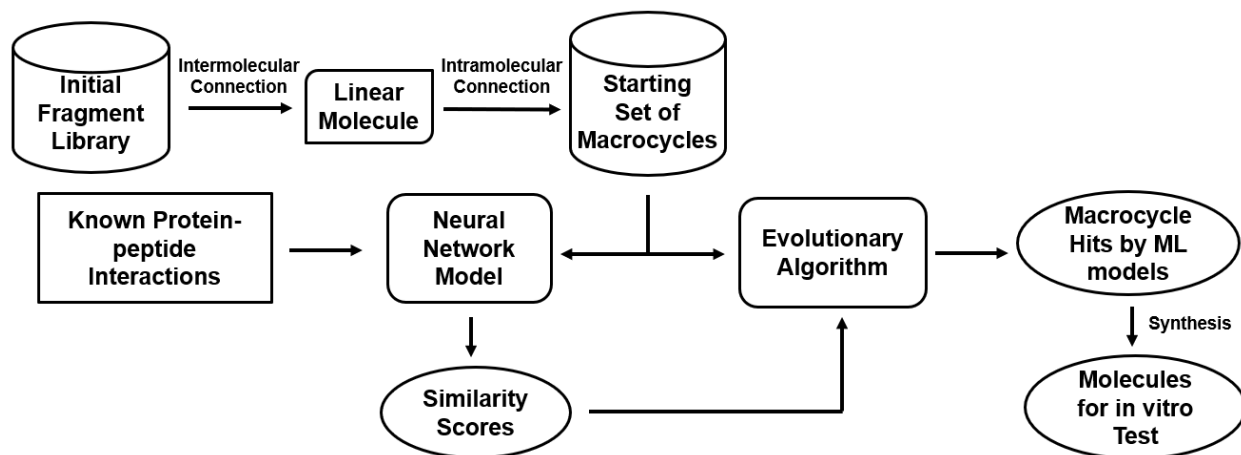 Initial
Fragment
Library
Intermolecular
Connection
Linear
Molecule
Intramolecular
Connection
Starting
Set of
Macrocycles
Known Protein-
peptide
Interactions
Neural
Network
Model
Evolutionary
Algorithm
Macrocycle
Hits by ML
models
Synthesis
Similarity
Scores
Molecules
for in vitro
Test